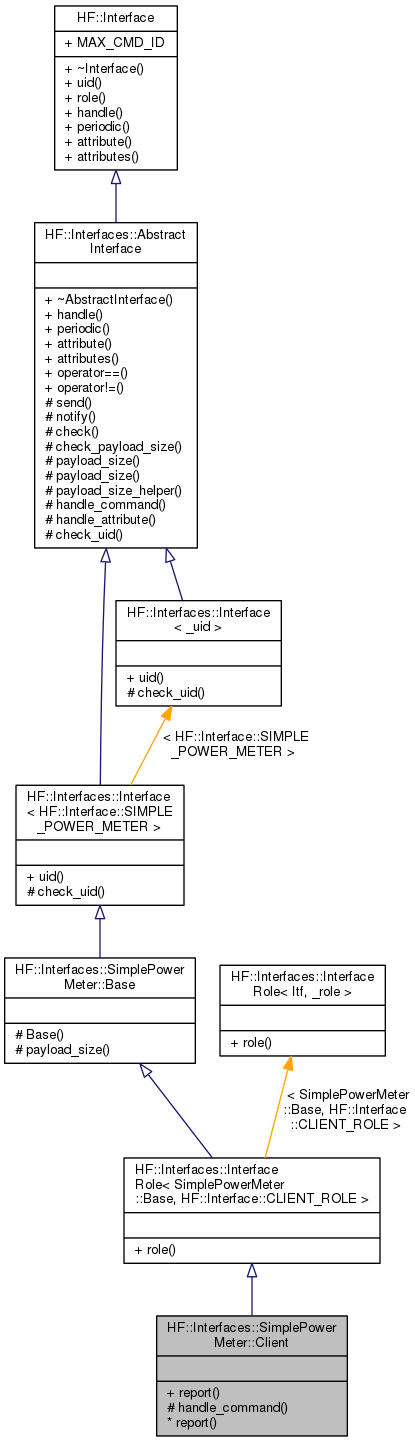 HF::Interface
+ MAX_CMD_ID
+ ~Interface()
+ uid()
+ role()
+ handle()
+ periodic()
+ attribute()
+ attributes()
HF::Interfaces::Abstract
Interface
+ ~AbstractInterface()
+ handle()
+ periodic()
+ attribute()
+ attributes()
+ operator==()
+ operator!=()
# send()
# notify()
# check()
# check_payload_size()
# payload_size()
# payload_size()
# payload_size_helper()
# handle_command()
# handle_attribute()
# check_uid()
HF::Interfaces::Interface
< _uid >
+ uid()
# check_uid()
< HF::Interface::SIMPLE
_POWER_METER >
HF::Interfaces::Interface
< HF::Interface::SIMPLE
_POWER_METER >
+ uid()
# check_uid()
HF::Interfaces::SimplePower
Meter::Base
# Base()
# payload_size()
HF::Interfaces::Interface
Role< Itf, _role >
+ role()
< SimplePowerMeter
::Base, HF::Interface
::CLIENT_ROLE >
HF::Interfaces::Interface
Role< SimplePowerMeter
::Base, HF::Interface::CLIENT_ROLE >
+ role()
HF::Interfaces::SimplePower
Meter::Client
+ report()
# handle_command()
* report()